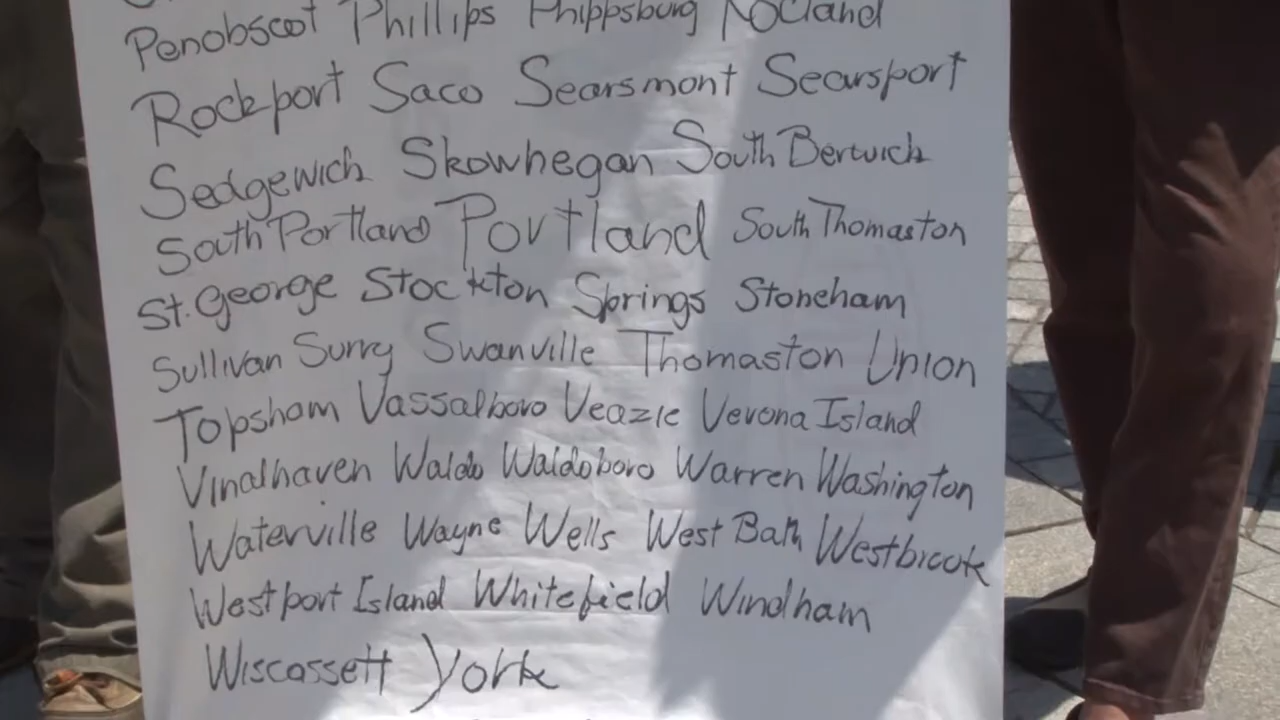 Penobscot Phillips Phippsburg
Rockport Saco Searsmont Searsport
Sedgewich Skowhegan South Berwick
South Portland Portland South Thomaston
St. George Stockton Springs Stoneham
Sullivan Surry Swanville Thomaston Union
Topsham Vassalboro Veazie Verona Island
Vinalhaven Waldo Waldoboro Warren Washington
Waterville Wayne Wells West Bath Westbrook
Westport Island Whitefield Windham
Wiscassett York